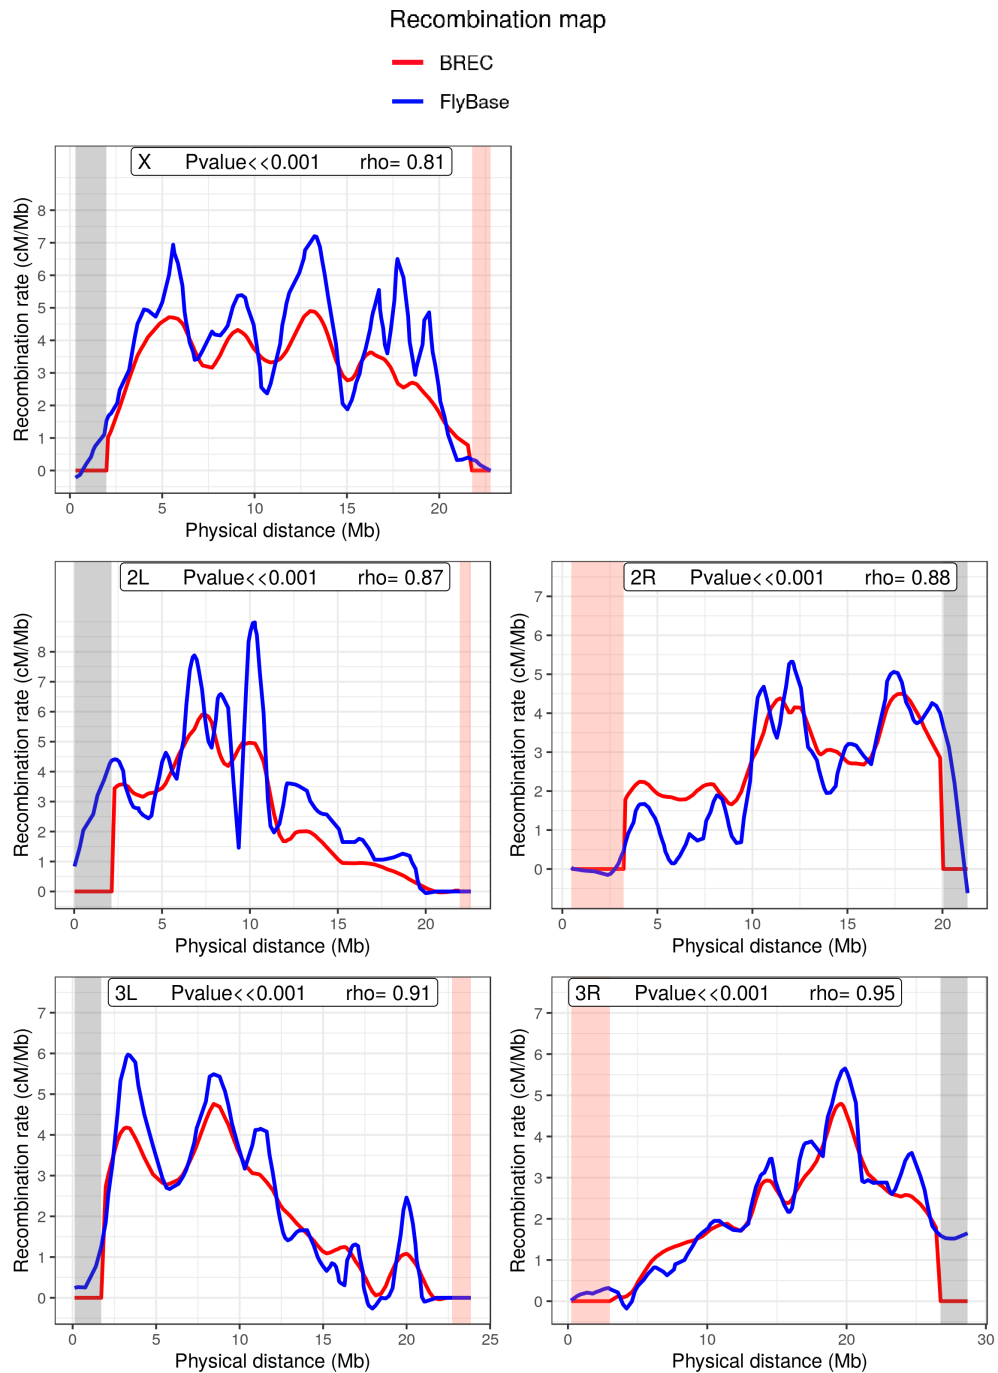 Recombination map
BREC
FlyBase
X Pvalue<<0.001 rho= 0.81
Recombination rate (cM/Mb)
8
7
6
5
4
3
2
1
0
0 5 10 15 20
Physical distance (Mb)
2L Pvalue<<0.001 rho= 0.87
Recombination rate (cM/Mb)
8
7
6
5
4
3
2
1
0
0 5 10 15 20
Physical distance (Mb)
2R Pvalue<<0.001 rho= 0.88
Recombination rate (cM/Mb)
7
6
5
4
3
2
1
0
0 5 10 15 20
Physical distance (Mb)
3L Pvalue<<0.001 rho= 0.91
Recombination rate (cM/Mb)
7
6
5
4
3
2
1
0
0 5 10 15 20 25
Physical distance (Mb)
3R Pvalue<<0.001 rho= 0.95
Recombination rate (cM/Mb)
7
6
5
4
3
2
1
0
0 10 20 30
Physical distance (Mb)